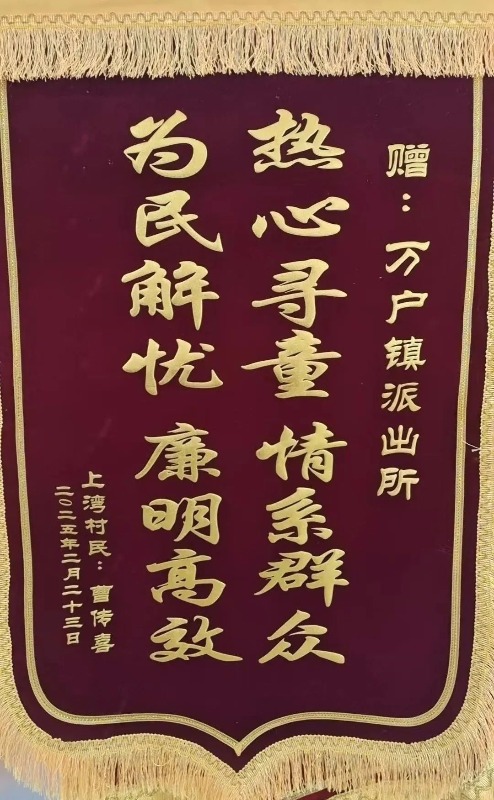 赠：万户镇派出所
热心寻童 情系群众
为民解忧 廉明高效
上湾村民：曹传喜
二〇二五年二月二十三日